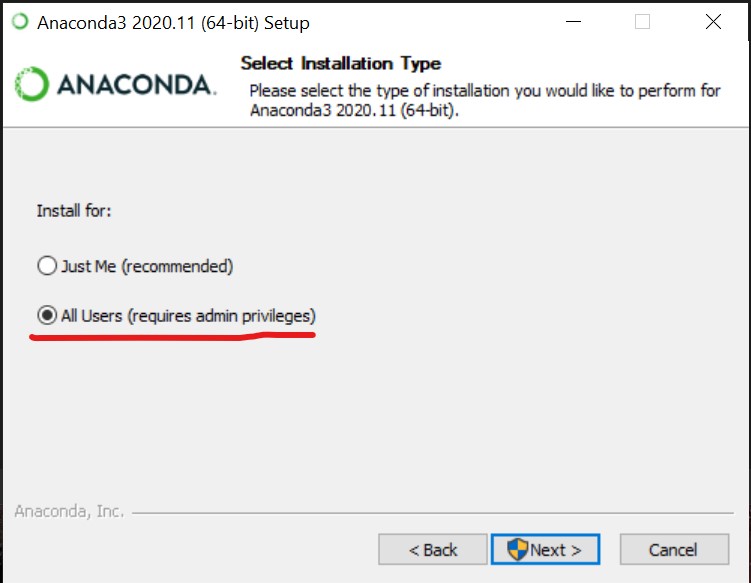 Anaconda3 2020.11 (64-bit) Setup
ANACONDA.
Select Installation Type
Please select the type of installation you would like to perform for
Anaconda3 2020.11 (64-bit).
Install for:
Just Me (recommended)
All Users (requires admin privileges)
Anaconda, Inc.
< Back
Next >
Cancel